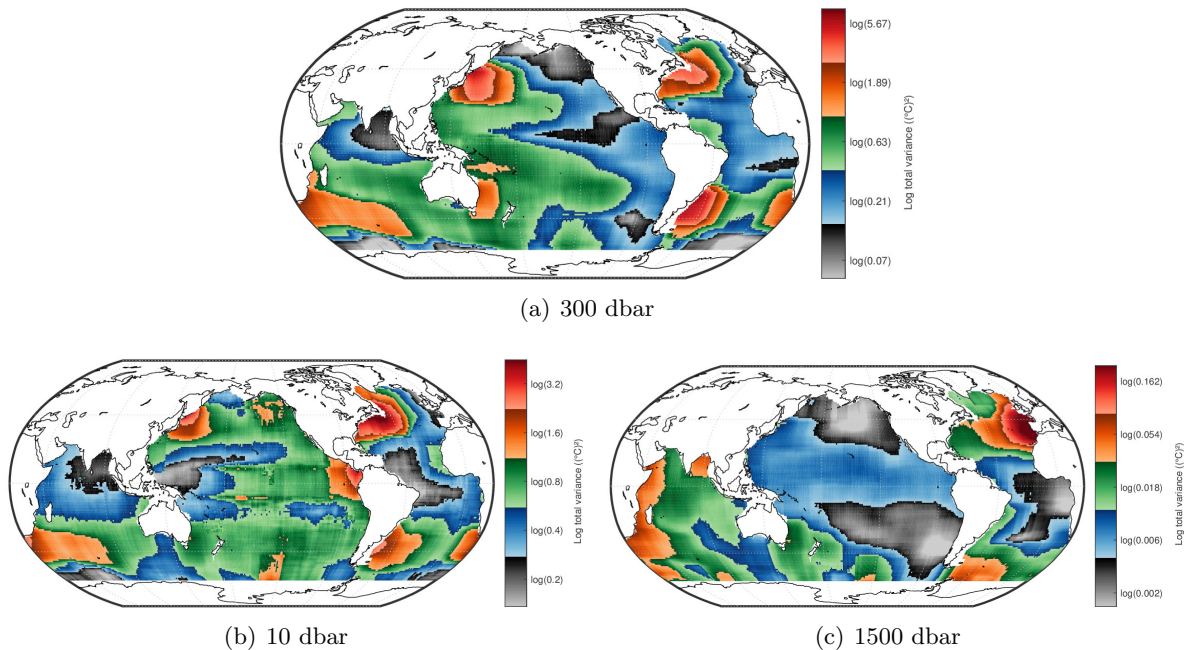 log(5.67)
log(1.89)
log(0.63)
log(0.21)
log(0.07)
Log total variance ((°C)²)
(a) 300 dbar
log(3.2)
log(1.6)
log(0.8)
log(0.4)
log(0.2)
Log total variance ((°C)²)
(b) 10 dbar
log(0.162)
log(0.054)
log(0.018)
log(0.006)
log(0.002)
Log total variance ((°C)²)
(c) 1500 dbar